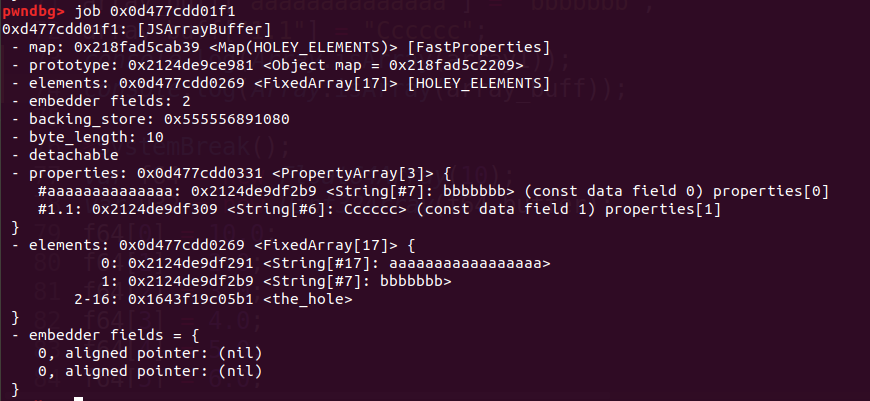 pwndbg> job 0x0d477cdd01f1
0xd477cdd01f1: [JSArrayBuffer]
 - map: 0x218fad5cab39 <Map(HOLEY_ELEMENTS)> [FastProperties]
 - prototype: 0x2124de9ce981 <Object map = 0x218fad5c2209>
 - elements: 0x0d477cdd0269 <FixedArray[17]> [HOLEY_ELEMENTS]
 - embedder fields: 2
 - backing_store: 0x555556891080
 - byte_length: 10
 - detachable
 - properties: 0x0d477cdd0331 <PropertyArray[3]> {
    #aaaaaaaaaaaaaa: 0x2124de9df2b9 <String[#7]: bbbbbbb> (const data field 0) properties[0]
    #1.1: 0x2124de9df309 <String[#6]: Cccccc> (const data field 1) properties[1]
 }
 - elements: 0x0d477cdd0269 <FixedArray[17]> {
           0: 0x2124de9df291 <String[#17]: aaaaaaaaaaaaaaaaa>
           1: 0x2124de9df2b9 <String[#7]: bbbbbbb>
        2-16: 0x1643f19c05b1 <the_hole>
 }
 - embedder fields = {
    0, aligned pointer: (nil)
    0, aligned pointer: (nil)
 }